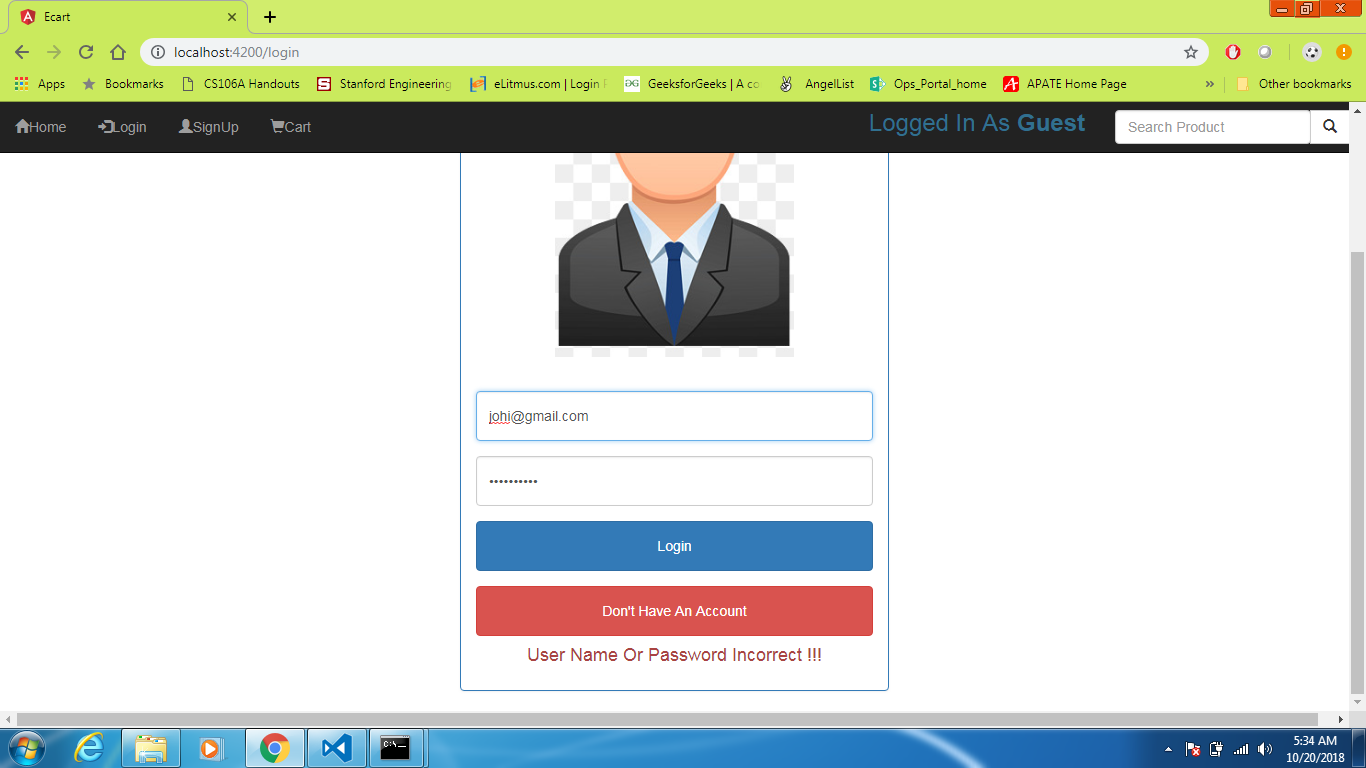 Ecart
localhost:4200/login
Apps Bookmarks CS106A Handouts Stanford Engineering eLitmus.com | Login GeeksforGeeks | A co AngelList Ops_Portal_home APATE Home Page » Other bookmarks
Home Login SignUp Cart Logged In As Guest Search Product
johi@gmail.com
••••••••••
Login
Don't Have An Account
User Name Or Password Incorrect !!!
5:34 AM
10/20/2018